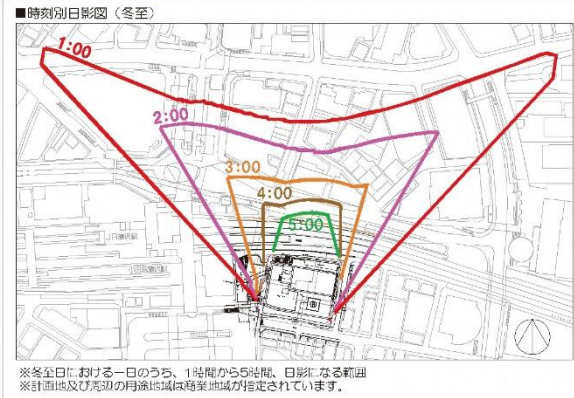 ■時刻別日影図（冬至）
1:00
2:00
3:00
4:00
5:00
※冬至日における一日のうち、1時間から5時間、日影になる範囲
※計画地及び周辺の用途地域は商業地域が指定されています。